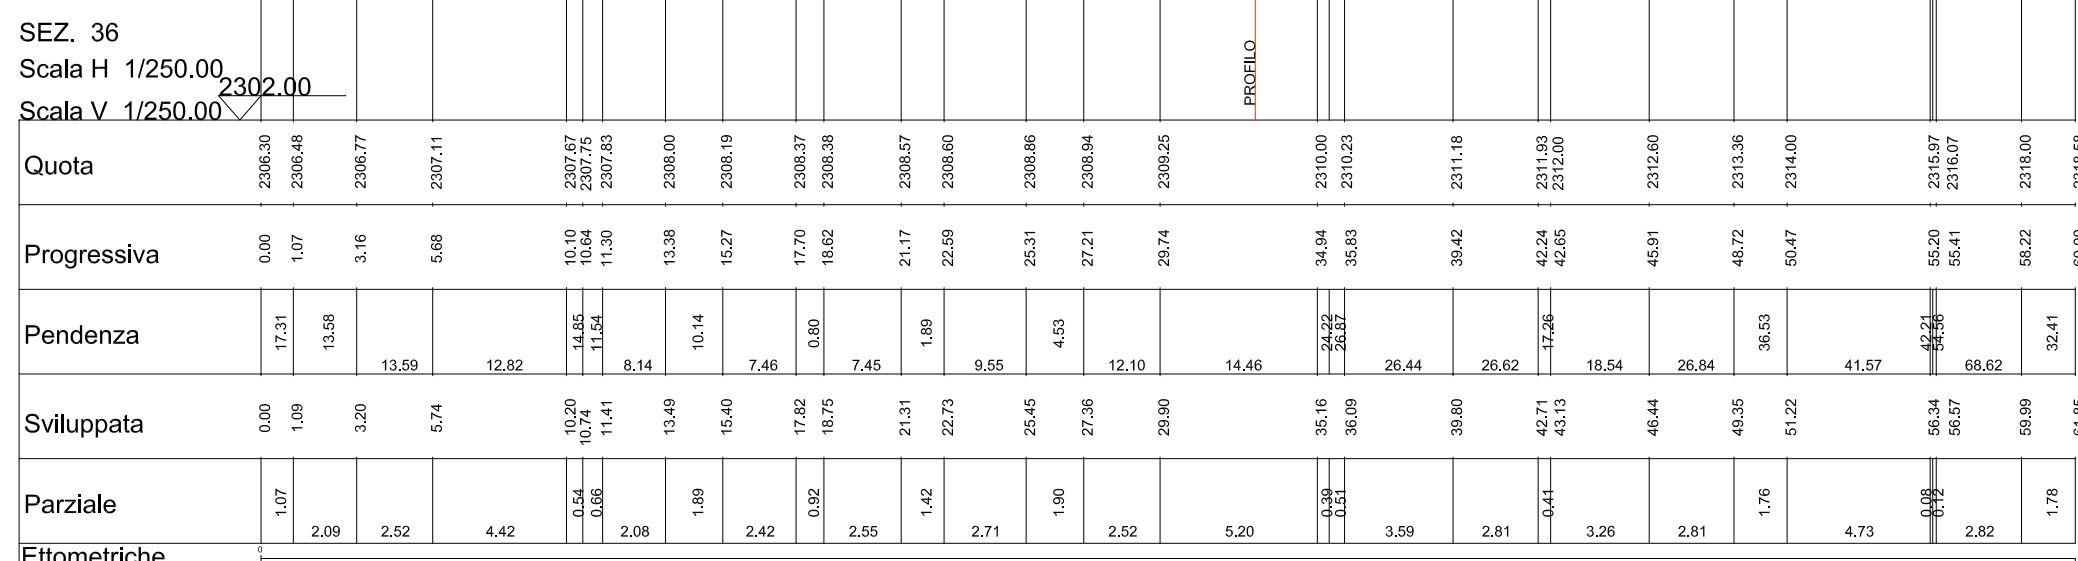 SEZ. 36
Scala H 1/250.00
2302.00
Scala V 1/250.00
PROFILO
Quota 2306.30 2306.48 2306.77 2307.11 2307.67 2307.75 2307.83 2308.00 2308.19 2308.37 2308.38 2308.57 2308.60 2308.86 2308.94 2309.25 2310.00 2310.23 2311.18 2311.93 2312.00 2312.60 2313.36 2314.00 2315.97 2316.07 2318.00
Progressiva 0.00 1.07 3.16 5.68 10.10 10.64 11.30 13.38 15.27 17.70 18.62 21.17 22.59 25.31 27.21 29.74 34.94 35.83 39.42 42.24 42.65 45.91 48.72 50.47 55.20 55.41 58.22
Pendenza 17.31 13.58 13.59 12.82 14.85 11.54 8.14 10.14 7.46 0.80 7.45 1.89 9.55 4.53 12.10 14.46 24.22 26.87 26.44 26.62 17.26 18.54 26.84 36.53 41.57 42.21 54.56 68.62 32.41
Sviluppata 0.00 1.09 3.20 5.74 10.20 10.74 11.41 13.49 15.40 17.82 18.75 21.31 22.73 25.45 27.36 29.90 35.16 36.09 39.80 42.71 43.13 46.44 49.35 51.22 56.34 56.57 59.99
Parziale 1.07 2.09 2.52 4.42 0.54 0.66 2.08 1.89 2.42 0.92 2.55 1.42 2.71 1.90 2.52 5.20 0.39 0.51 3.59 2.81 0.41 3.26 2.81 1.76 4.73 0.08 0.12 2.82 1.78
Ettometriche 0